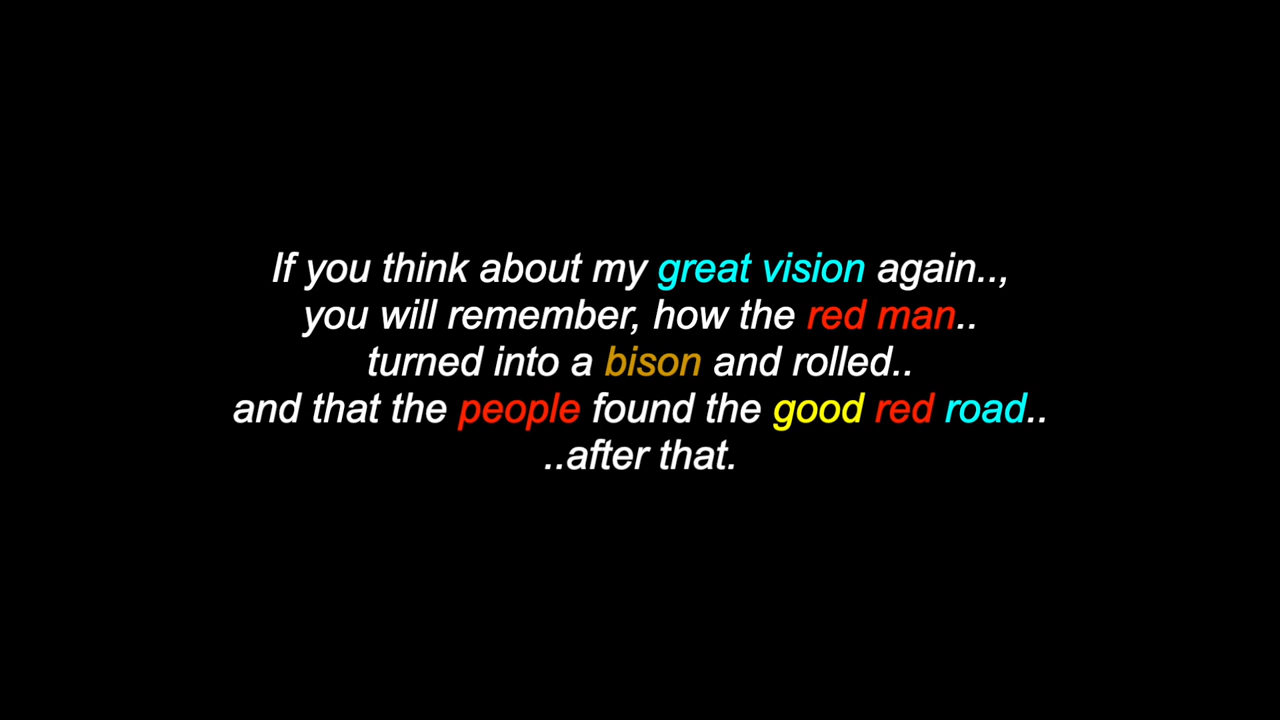 If you think about my great vision again..,
you will remember, how the red man..
turned into a bison and rolled..
and that the people found the good red road..
..after that.